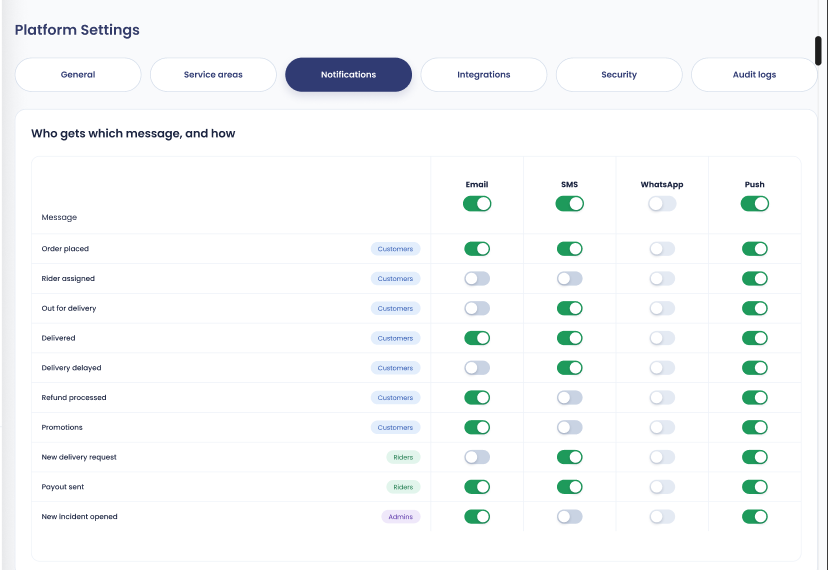 Platform Settings
General Service areas Notifications Integrations Security Audit logs
Who gets which message, and how
Message Email SMS WhatsApp Push
Order placed Customers
Rider assigned Customers
Out for delivery Customers
Delivered Customers
Delivery delayed Customers
Refund processed Customers
Promotions Customers
New delivery request Riders
Payout sent Riders
New incident opened Admins